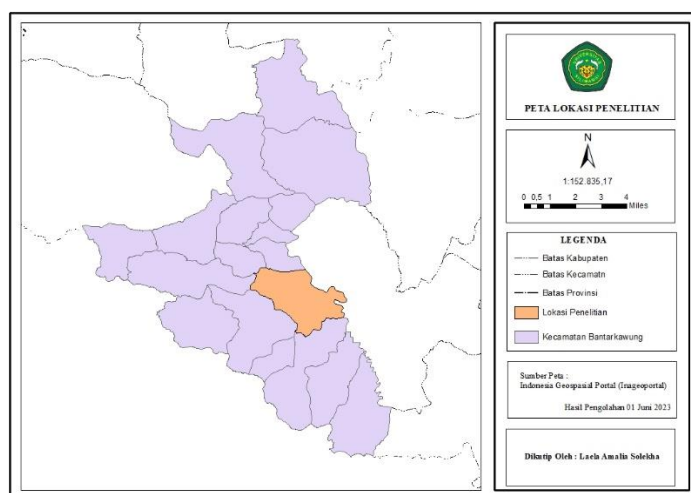 PETA LOKASI PENELITIAN
N
1:152.835,17
0 0,5 1 2 3 4
Miles
LEGENDA
Batas Kabupaten
Batas Kecamatn
Batas Provinsi
Lokasi Penelitian
Kecamatan Bantarkawung
Sumber Peta :
Indonesia Geospasial Portal (Inageoportal)
Hasil Pengolahan 01 Juni 2023
Dikutip Oleh : Laela Amalia Solekha